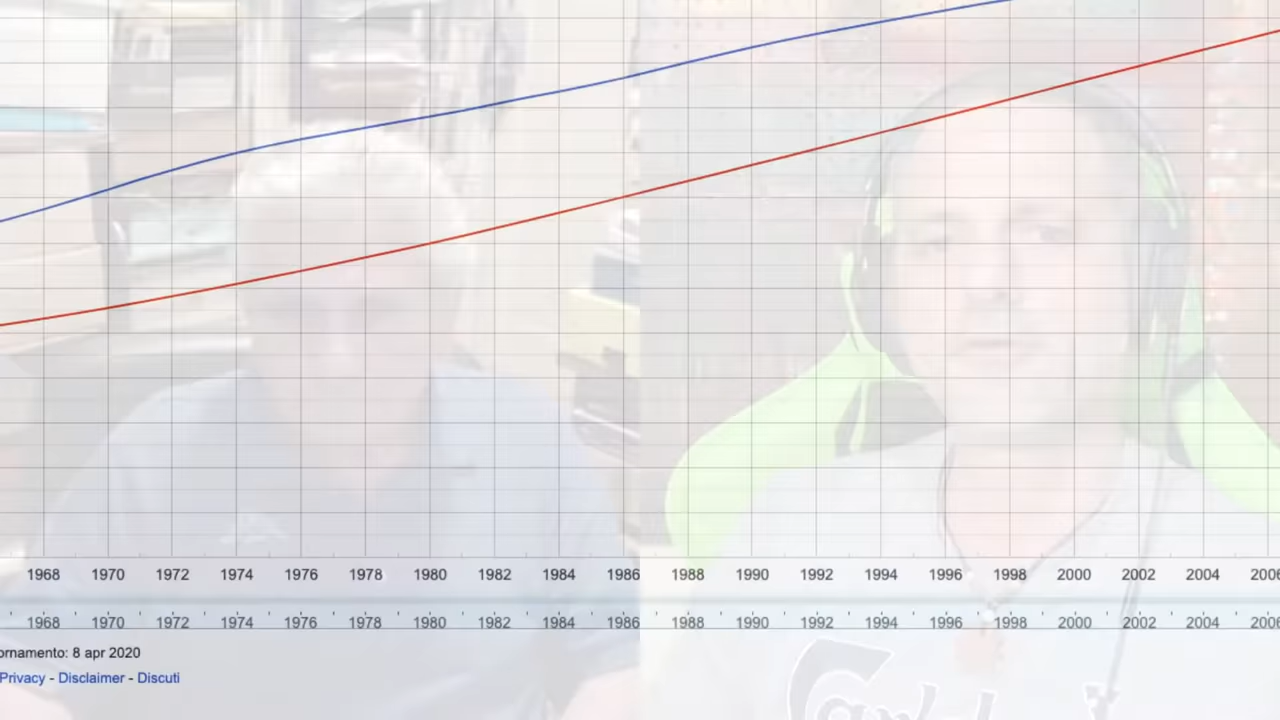 1968 1970 1972 1974 1976 1978 1980 1982 1984 1986 1988 1990 1992 1994 1996 1998 2000 2002 2004 2006
1968 1970 1972 1974 1976 1978 1980 1982 1984 1986 1988 1990 1992 1994 1996 1998 2000 2002 2004 2006
ornamento: 8 apr 2020
Privacy - Disclaimer - Discuti